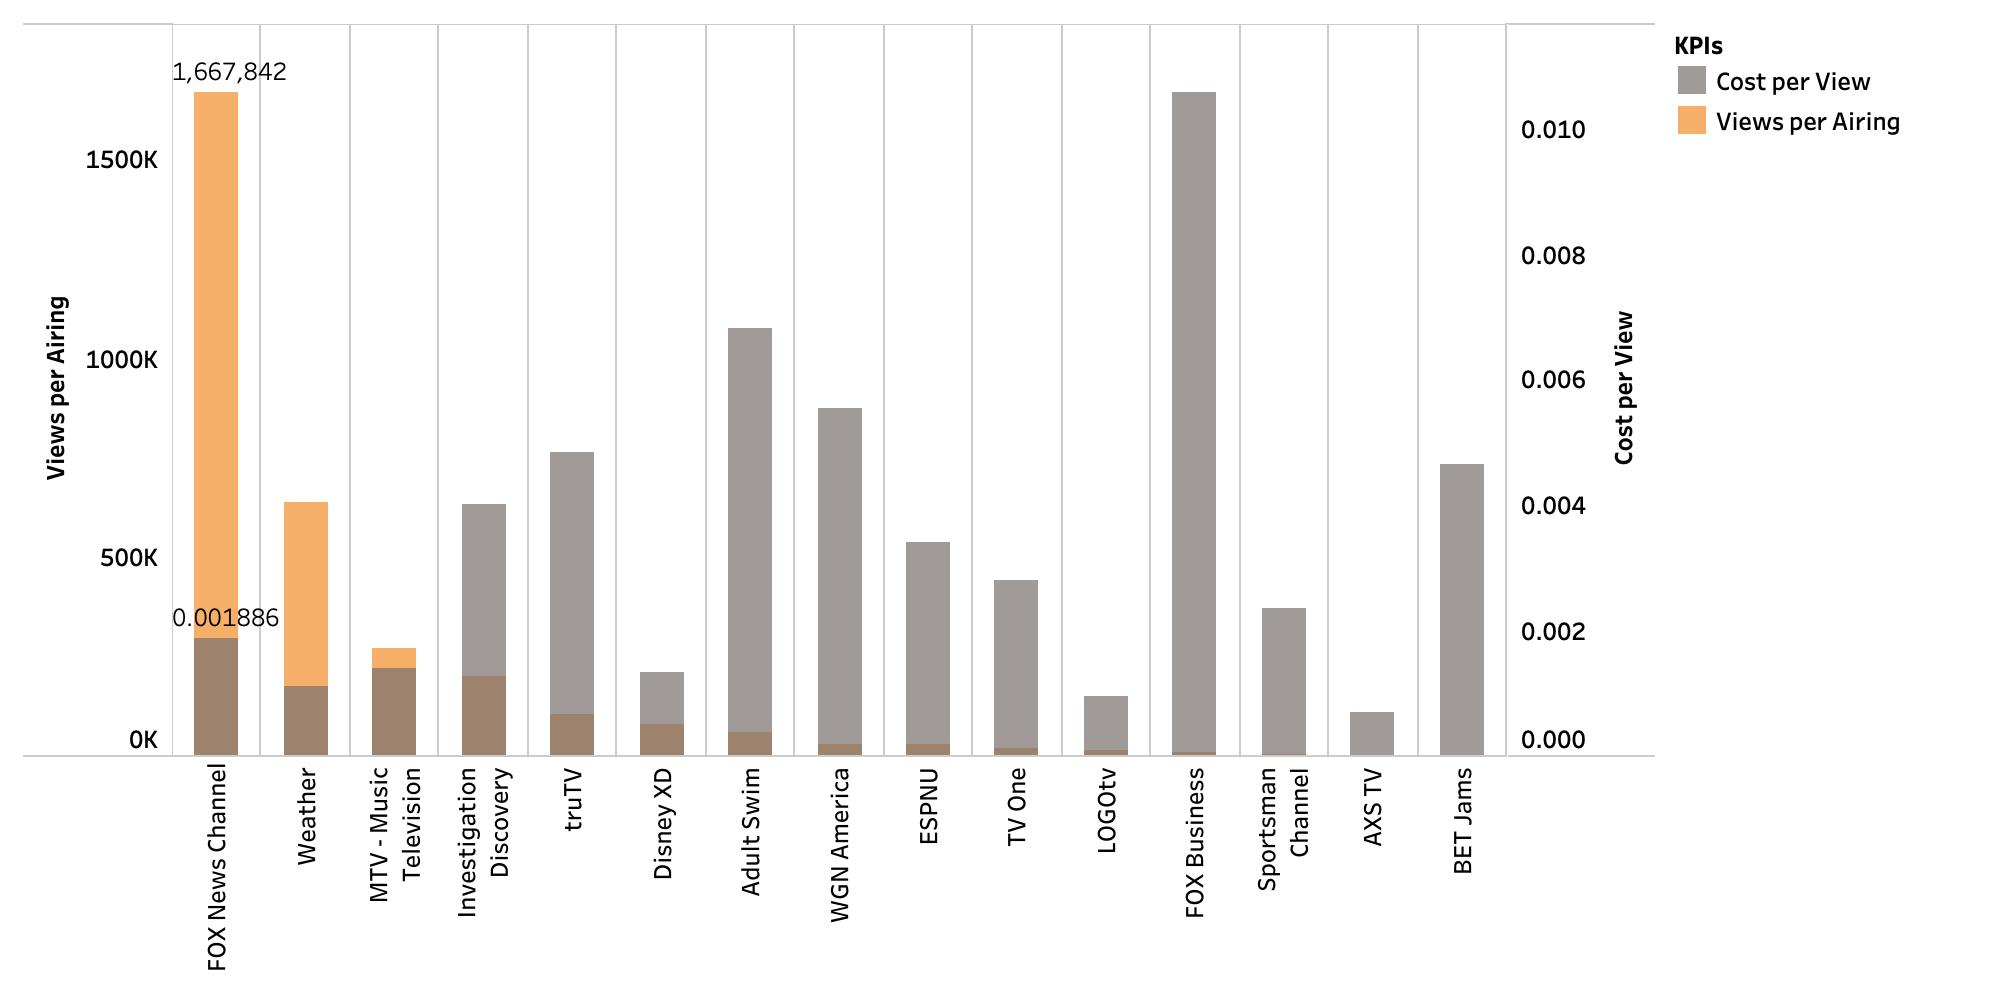 KPIs
Cost per View
Views per Airing
1,667,842
0.001886
Views per Airing
1500K
1000K
500K
0K
0.010
0.008
0.006
0.004
0.002
0.000
Cost per View
FOX News Channel
Weather
MTV - Music
Television
Investigation
Discovery
truTV
Disney XD
Adult Swim
WGN America
ESPNU
TV One
LOGOtv
FOX Business
Sportsman
Channel
AXS TV
BET Jams